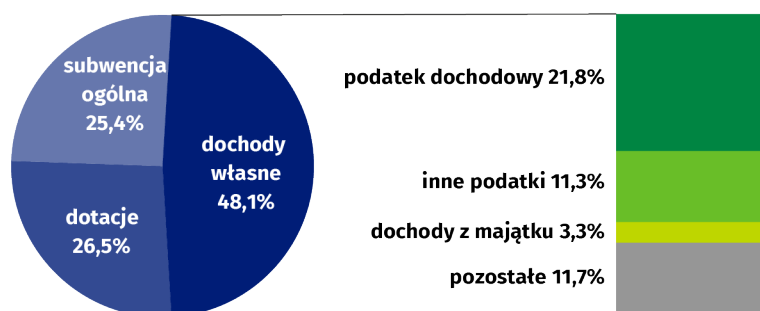 subwencja
ogólna
25,4%
dochody
własne
48,1%
dotacje
26,5%
podatek dochodowy 21,8%
inne podatki 11,3%
dochody z majątku 3,3%
pozostałe 11,7%